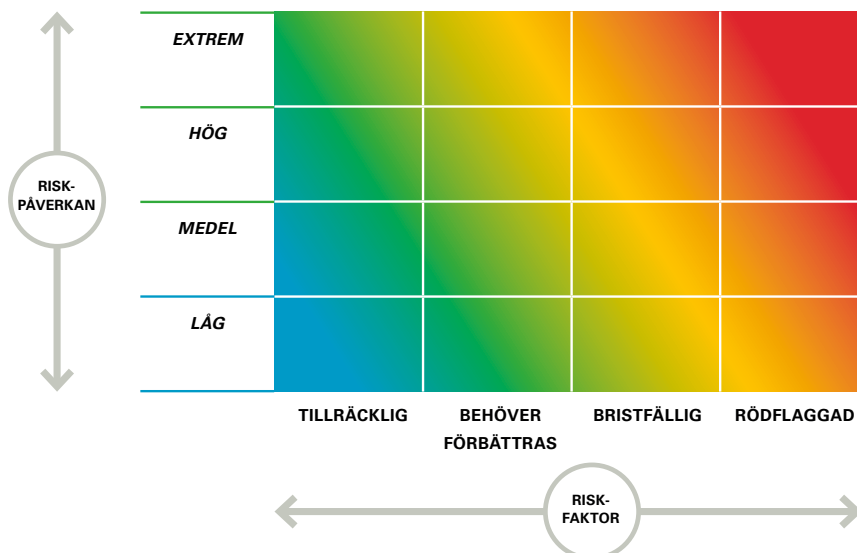 EXTREM
HÖG
RISK-
PÅVERKAN
MEDEL
LÅG
TILLRÄCKLIG
BEHÖVER
FÖRBÄTTRAS
BRISTFÄLLIG
RÖDFLAGGAD
RISK-
FAKTOR